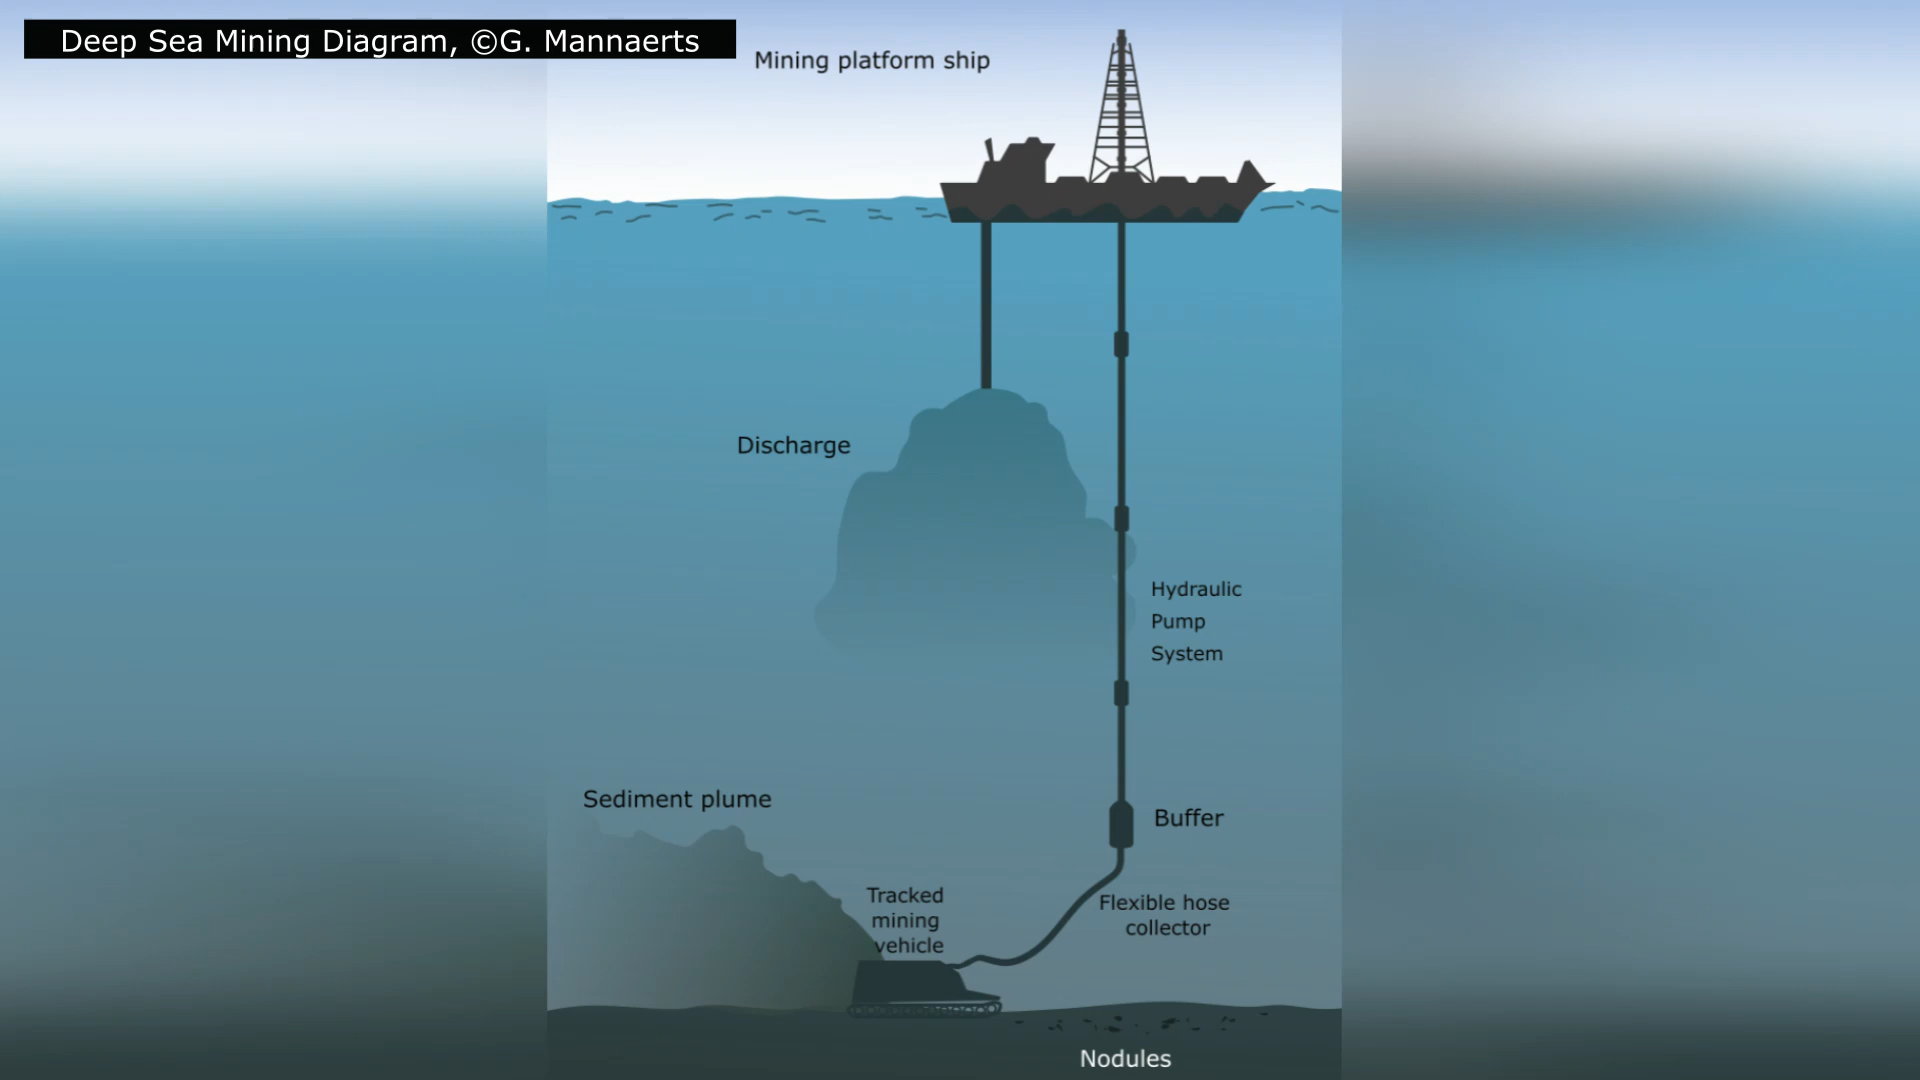 Deep Sea Mining Diagram, ©G. Mannaerts
Mining platform ship
Discharge
Hydraulic
Pump
System
Sediment plume
Buffer
Tracked
mining
vehicle
Flexible hose
collector
Nodules